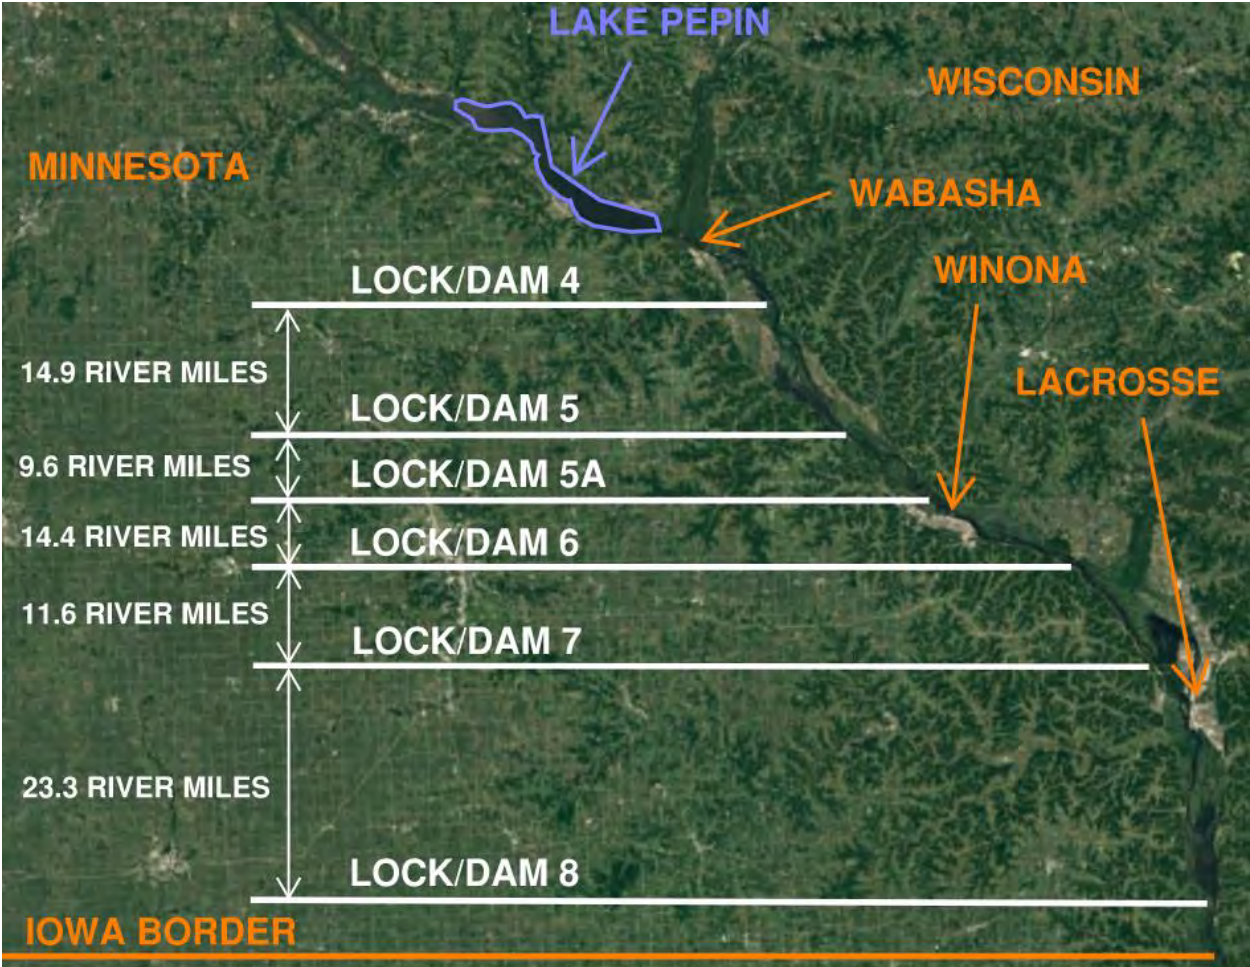 LAKE PEPIN
WISCONSIN
MINNESOTA
WABASHA
WINONA
LOCK/DAM 4
14.9 RIVER MILES
LACROSSE
LOCK/DAM 5
9.6 RIVER MILES
LOCK/DAM 5A
14.4 RIVER MILES
LOCK/DAM 6
11.6 RIVER MILES
LOCK/DAM 7
23.3 RIVER MILES
LOCK/DAM 8
IOWA BORDER